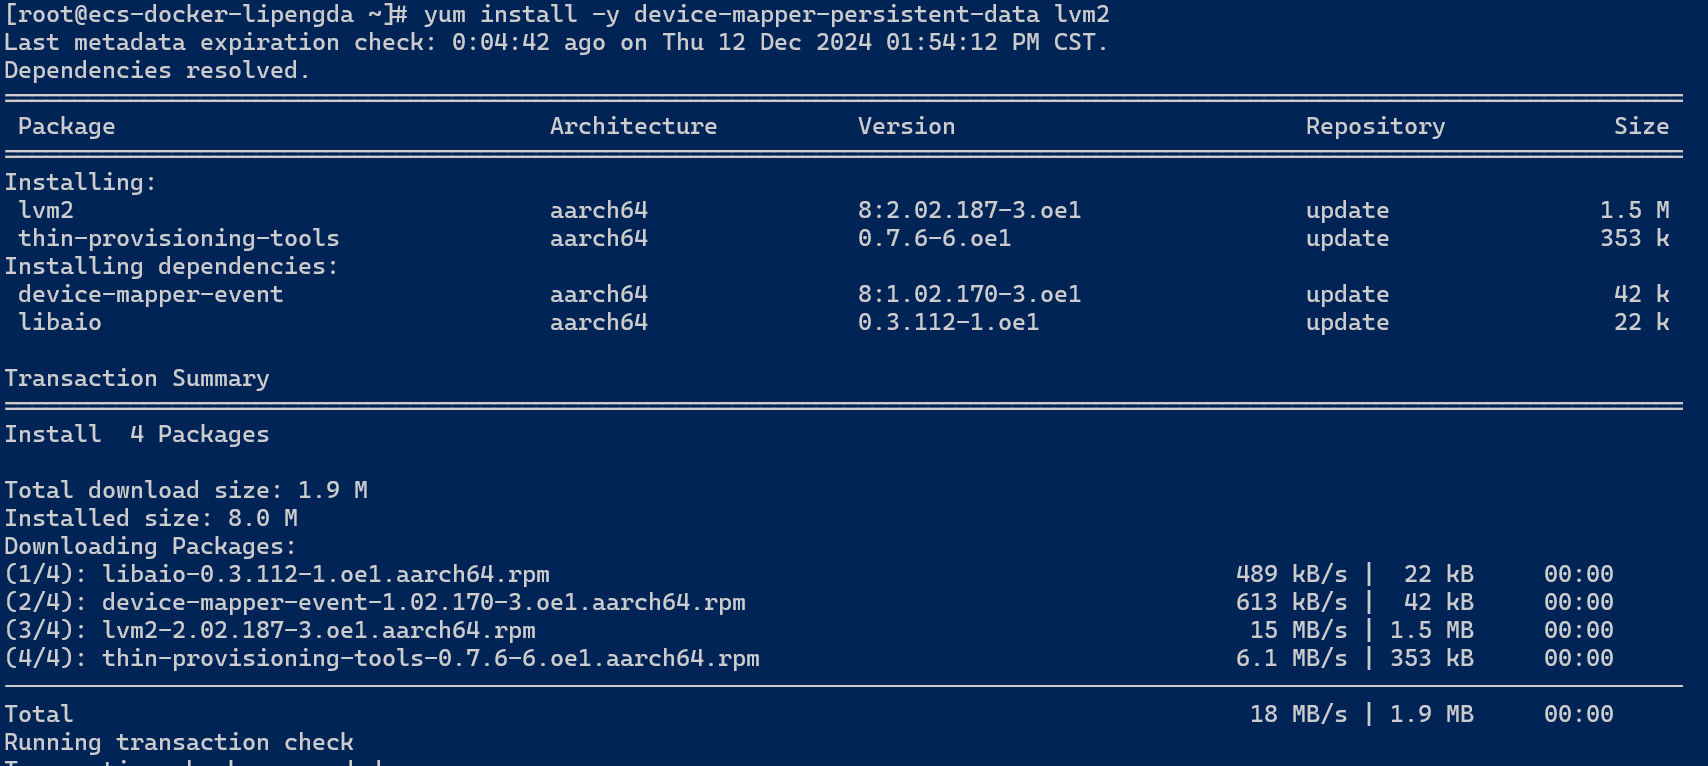 [root@ecs-docker-lipengda ~]# yum install -y device-mapper-persistent-data lvm2
Last metadata expiration check: 0:04:42 ago on Thu 12 Dec 2024 01:54:12 PM CST.
Dependencies resolved.
Package Architecture Version Repository Size
Installing:
lvm2 aarch64 8:2.02.187-3.oe1 update 1.5 M
thin-provisioning-tools aarch64 0.7.6-6.oe1 update 353 k
Installing dependencies:
device-mapper-event aarch64 8:1.02.170-3.oe1 update 42 k
libaio aarch64 0.3.112-1.oe1 update 22 k
Transaction Summary
Install 4 Packages
Total download size: 1.9 M
Installed size: 8.0 M
Downloading Packages:
(1/4): libaio-0.3.112-1.oe1.aarch64.rpm 489 kB/s | 22 kB 00:00
(2/4): device-mapper-event-1.02.170-3.oe1.aarch64.rpm 613 kB/s | 42 kB 00:00
(3/4): lvm2-2.02.187-3.oe1.aarch64.rpm 15 MB/s | 1.5 MB 00:00
(4/4): thin-provisioning-tools-0.7.6-6.oe1.aarch64.rpm 6.1 MB/s | 353 kB 00:00
Total 18 MB/s | 1.9 MB 00:00
Running transaction check